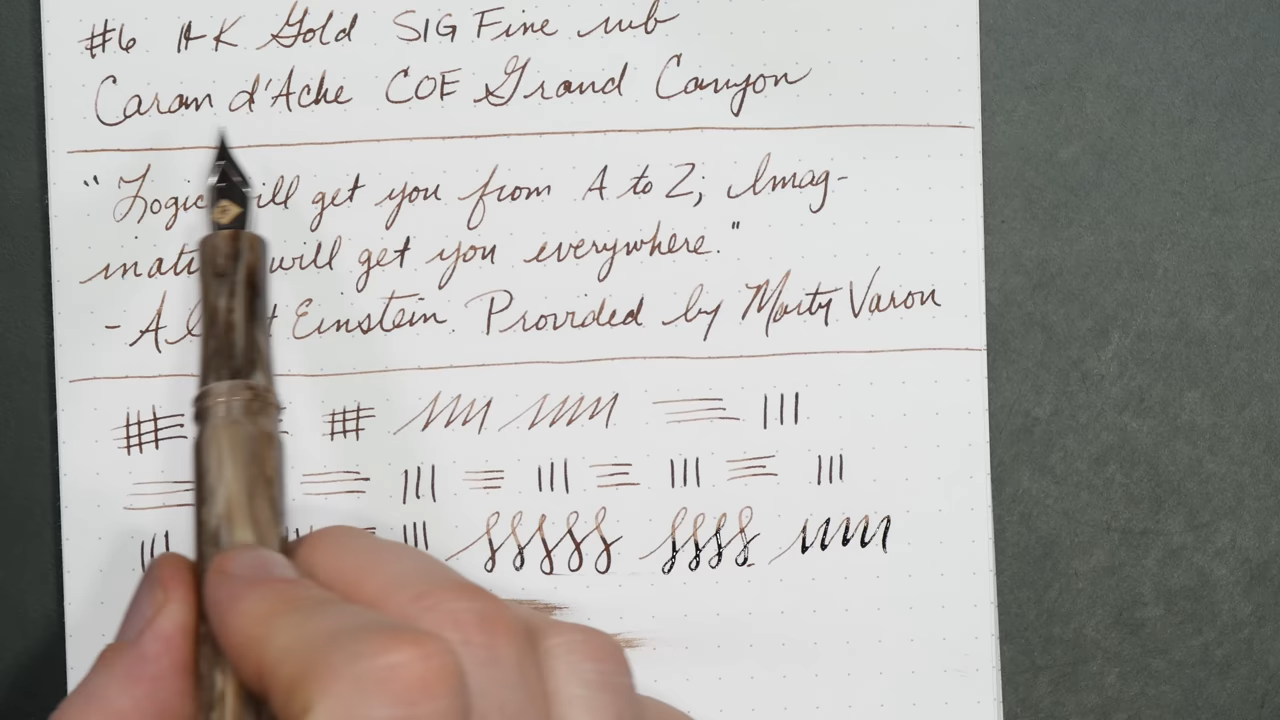 #6 14K Gold SIG Fine nib
Caran d'Ache COE Grand Canyon
"Logic will get you from A to Z; Imag-
ination will get you everywhere."
- Albert Einstein. Provided by Marty Varon